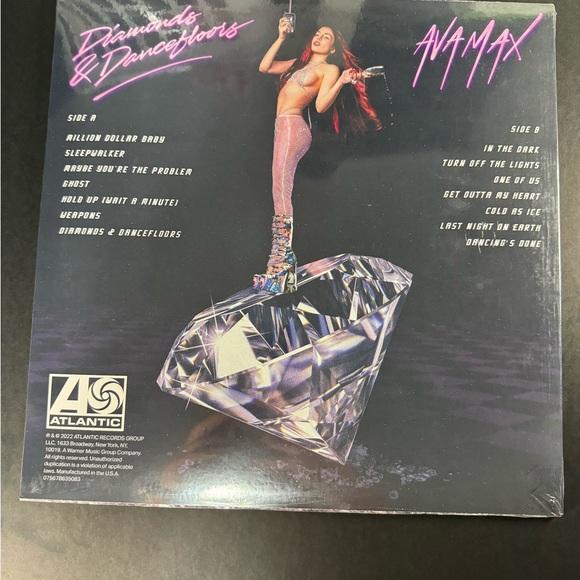 Diamonds
& Dancefloors
AVA MAX
SIDE A
MILLION DOLLAR BABY
SLEEPWALKER
MAYBE YOU'RE THE PROBLEM
GHOST
HOLD UP (WAIT A MINUTE)
WEAPONS
DIAMONDS & DANCEFLOORS
SIDE B
IN THE DARK
TURN OFF THE LIGHTS
ONE OF US
GET OUTTA MY HEART
COLD AS ICE
LAST NIGHT ON EARTH
DANCING'S DONE
A
ATLANTIC
℗ & © 2022 ATLANTIC RECORDS GROUP
LLC, 1633 Broadway, New York, NY,
10019. A Warner Music Group Company.
All rights reserved. Unauthorized
duplication is a violation of applicable
laws. Manufactured in the U.S.A.
075678635083